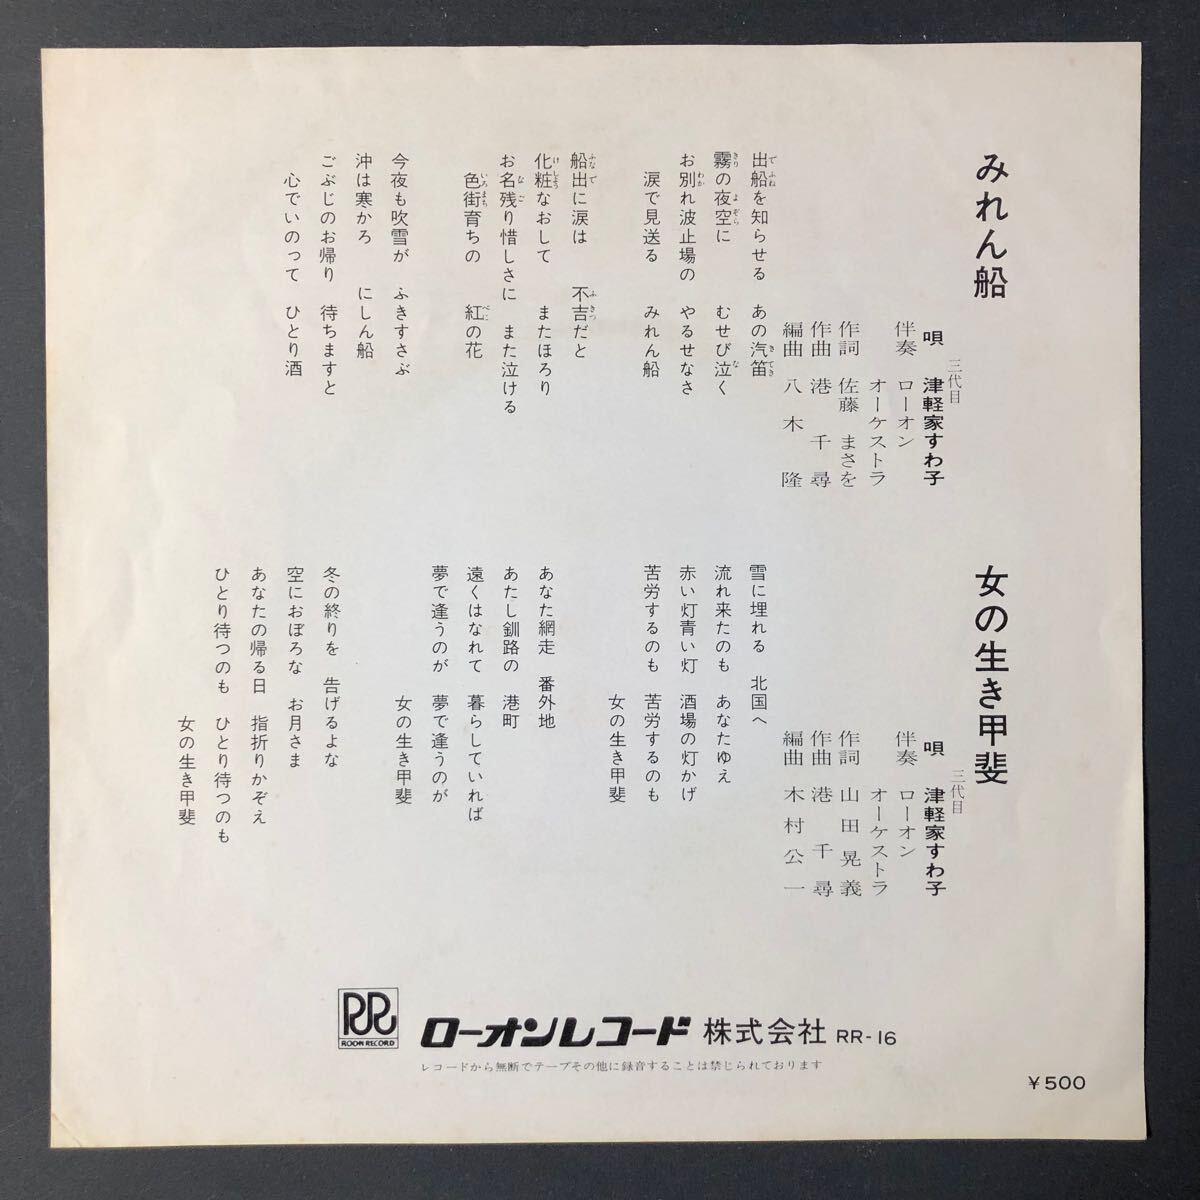 みれん船
唄 三代目 津軽家すわ子
伴奏 ローオン
オーケストラ
作詞 佐藤まさを
作曲 港千尋
編曲 八木隆
出船を知らせる あの汽笛
霧の夜空に むせび泣く
お別れ波止場の やるせなさ
涙で見送る みれん船
船出に涙は 不吉だと
化粧なおして またほろり
お名残り惜しさに また泣ける
色街育ちの 紅の花
今夜も吹雪が ふきすさぶ
沖は寒かろ にしん船
ごぶじのお帰り 待ちますと
心でいのって ひとり酒
女の生き甲斐
唄 三代目 津軽家すわ子
伴奏 ローオン
オーケストラ
作詞 山田晃義
作曲 港千尋
編曲 木村公一
雪に埋れる 北国へ
流れ来たのも あなたゆえ
赤い灯青い灯 酒場の灯かげ
苦労するのも 苦労するのも
女の生き甲斐
あなた網走 番外地
あたし釧路の 港町
遠くはなれて 暮らしていれば
夢で逢うのが 夢で逢うのが
女の生き甲斐
冬の終りを 告げるよな
空におぼろな お月さま
あなたの帰る日 指折りかぞえ
ひとり待つのも ひとり待つのも
女の生き甲斐
RR
ROON RECORD
ローオンレコード 株式会社 RR-16
レコードから無断でテープその他に録音することは禁じられております
￥500